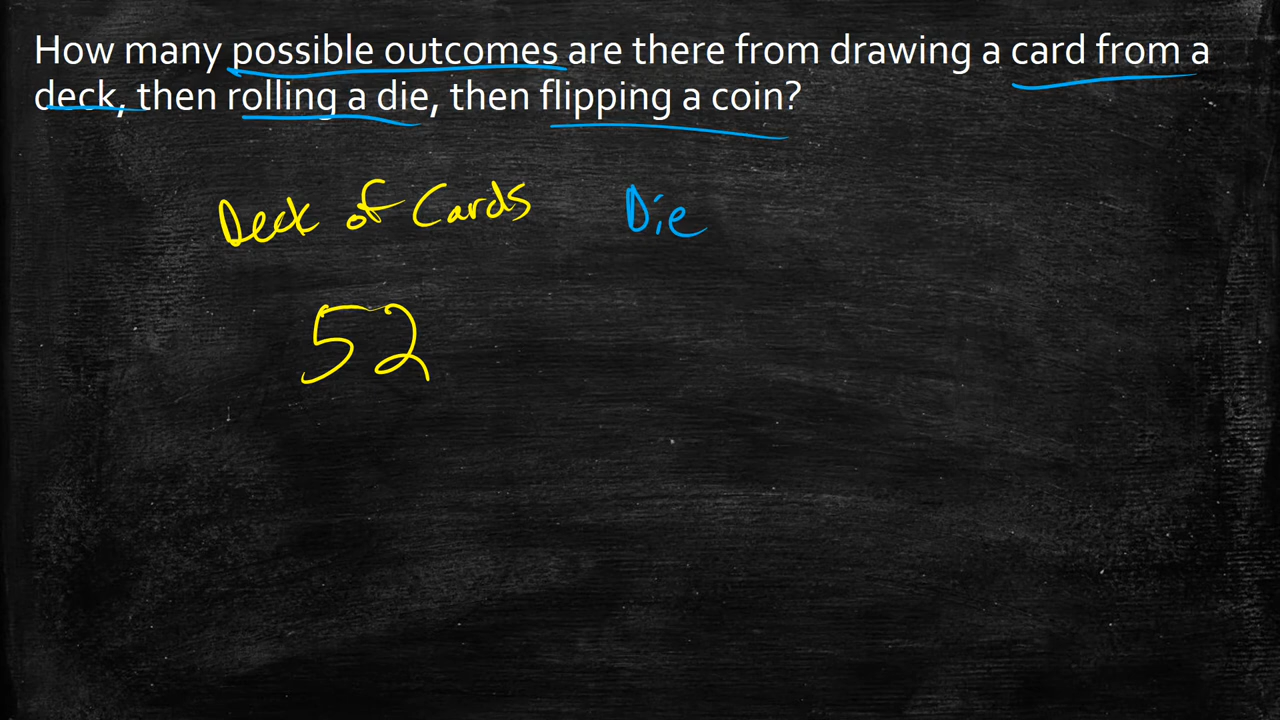 How many possible outcomes are there from drawing a card from a
deck, then rolling a die, then flipping a coin?
Deck of Cards Die
52